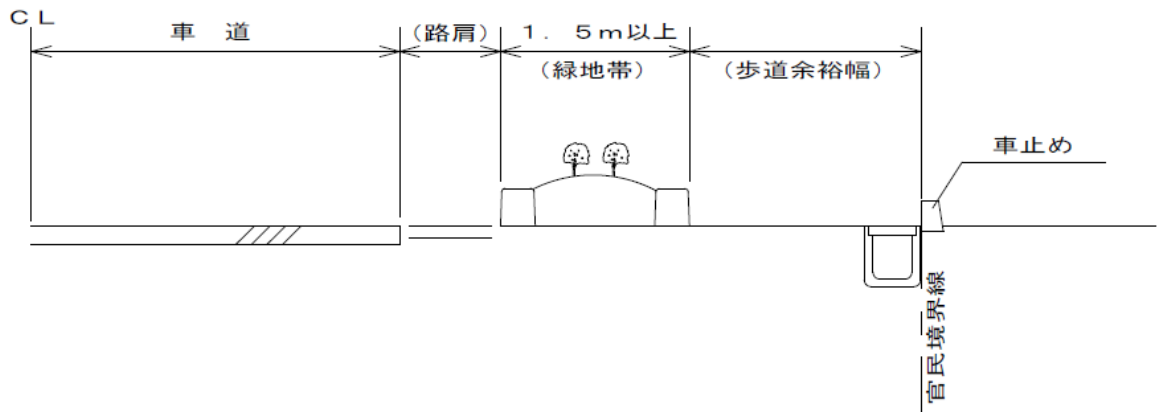 CL
車 道
(路肩)
1. 5m以上
(緑地帯)
(歩道余裕幅)
車止め
官民境界線